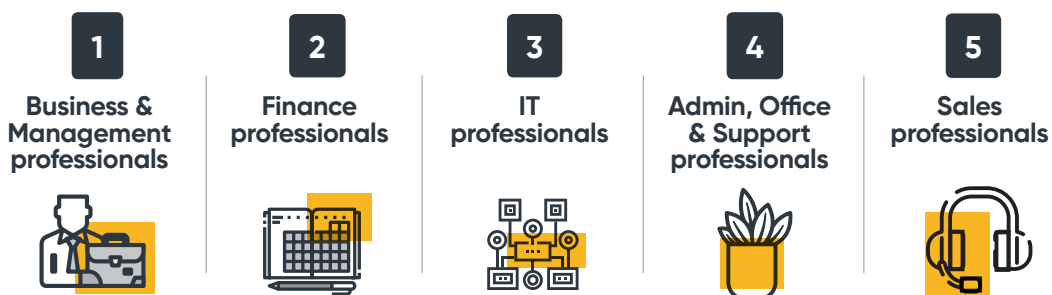 1
Business &
Management
professionals
2
Finance
professionals
3
IT
professionals
4
Admin, Office
& Support
professionals
5
Sales
professionals